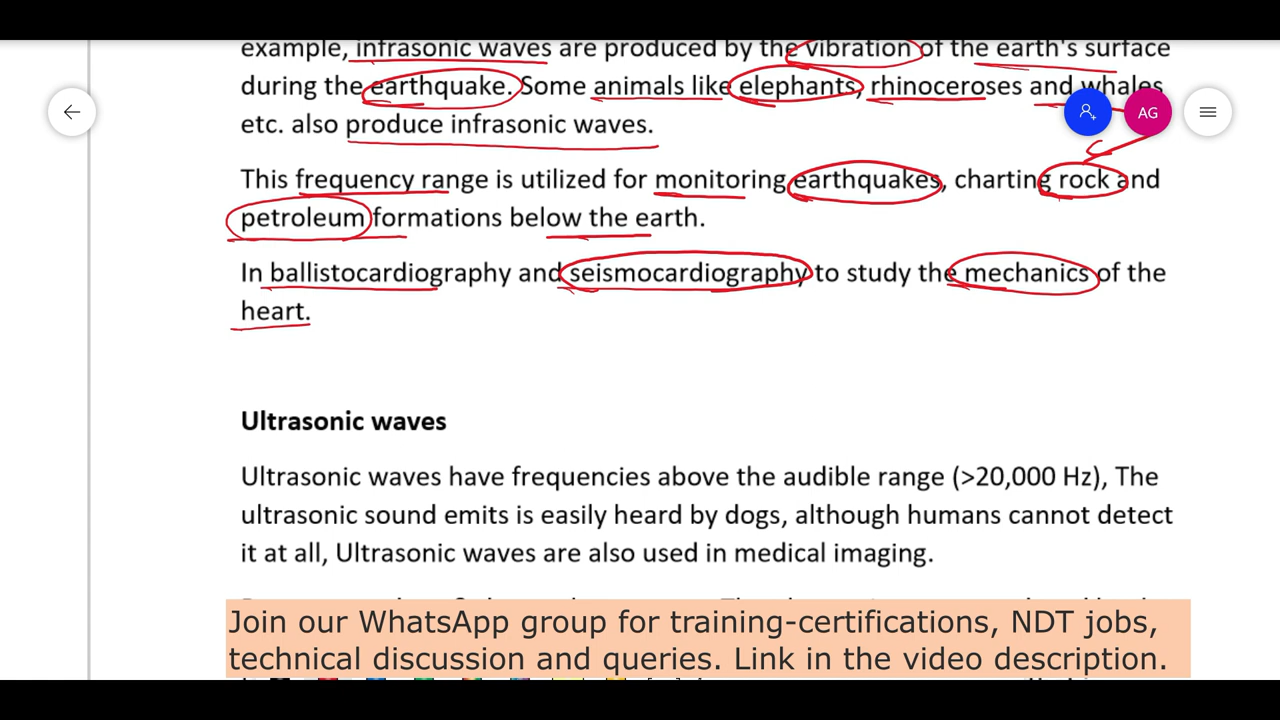 example, infrasonic waves are produced by the vibration of the earth's surface
during the earthquake. Some animals like elephants, rhinoceroses and whales
etc. also produce infrasonic waves.
AG
This frequency range is utilized for monitoring earthquakes, charting rock and
petroleum formations below the earth.
In ballistocardiography and seismocardiography to study the mechanics of the
heart.
Ultrasonic waves
Ultrasonic waves have frequencies above the audible range (>20,000 Hz), The
ultrasonic sound emits is easily heard by dogs, although humans cannot detect
it at all, Ultrasonic waves are also used in medical imaging.
Join our WhatsApp group for training-certifications, NDT jobs,
technical discussion and queries. Link in the video description.